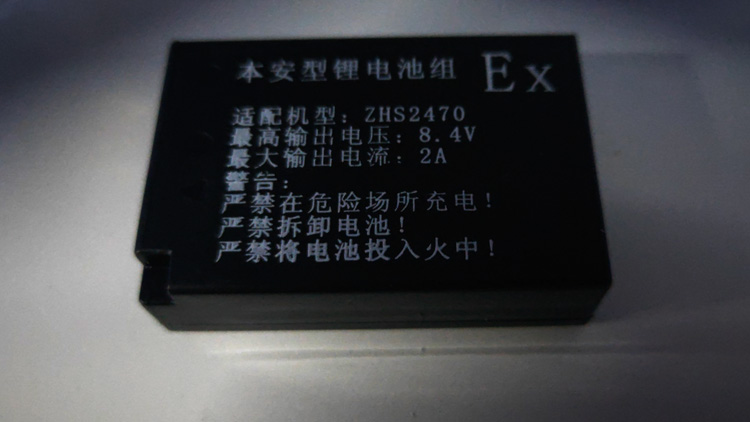 本安型锂电池组 Ex
适配机型：ZHS2470
最高输出电压：8.4V
最大输出电流：2A
警告：
严禁在危险场所充电！
严禁拆卸电池！
严禁将电池投入火中！